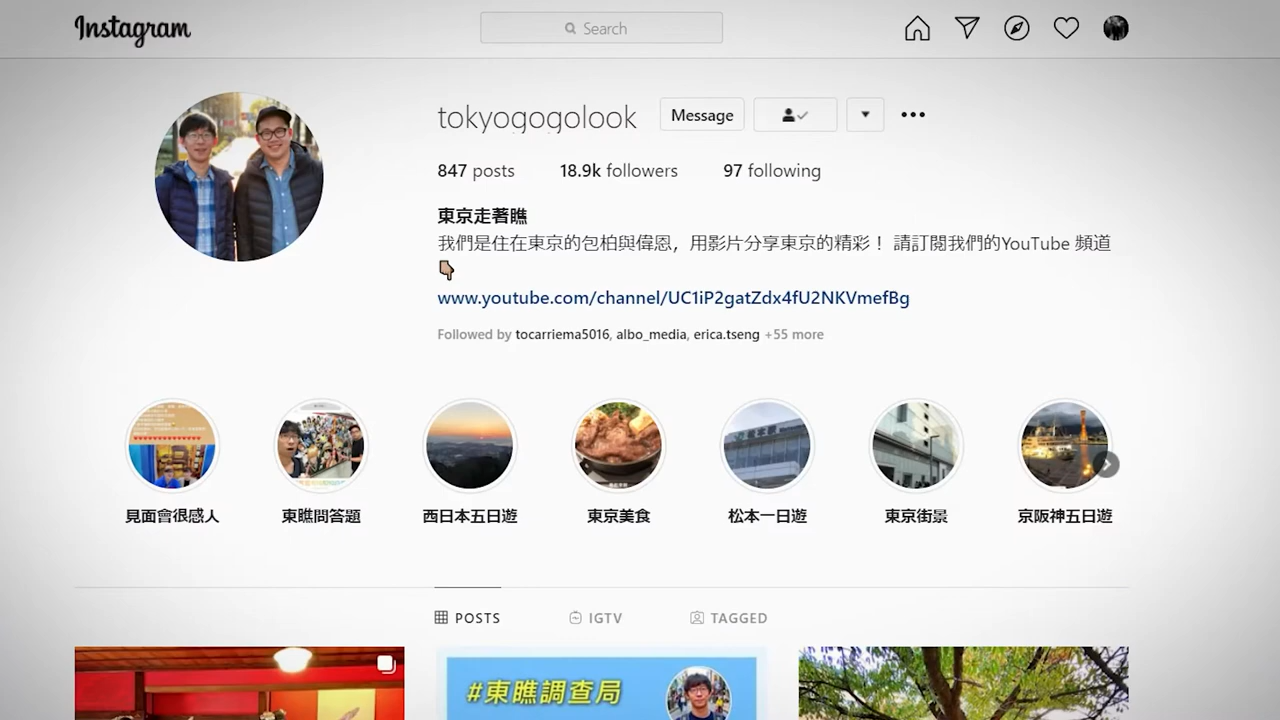 Instagram
Search
tokyogogolook
Message
847 posts
18.9k followers
97 following
東京走著瞧
我們是住在東京的包柏與偉恩，用影片分享東京的精彩！ 請訂閱我們的YouTube 頻道
👇🏼
www.youtube.com/channel/UC1iP2gatZdx4fU2NKVmefBg
Followed by tocarriema5016, albo_media, erica.tseng +55 more
見面會很感人
東瞧問答題
西日本五日遊
東京美食
松本一日遊
東京街景
京阪神五日遊
POSTS
IGTV
TAGGED
#東瞧調查局